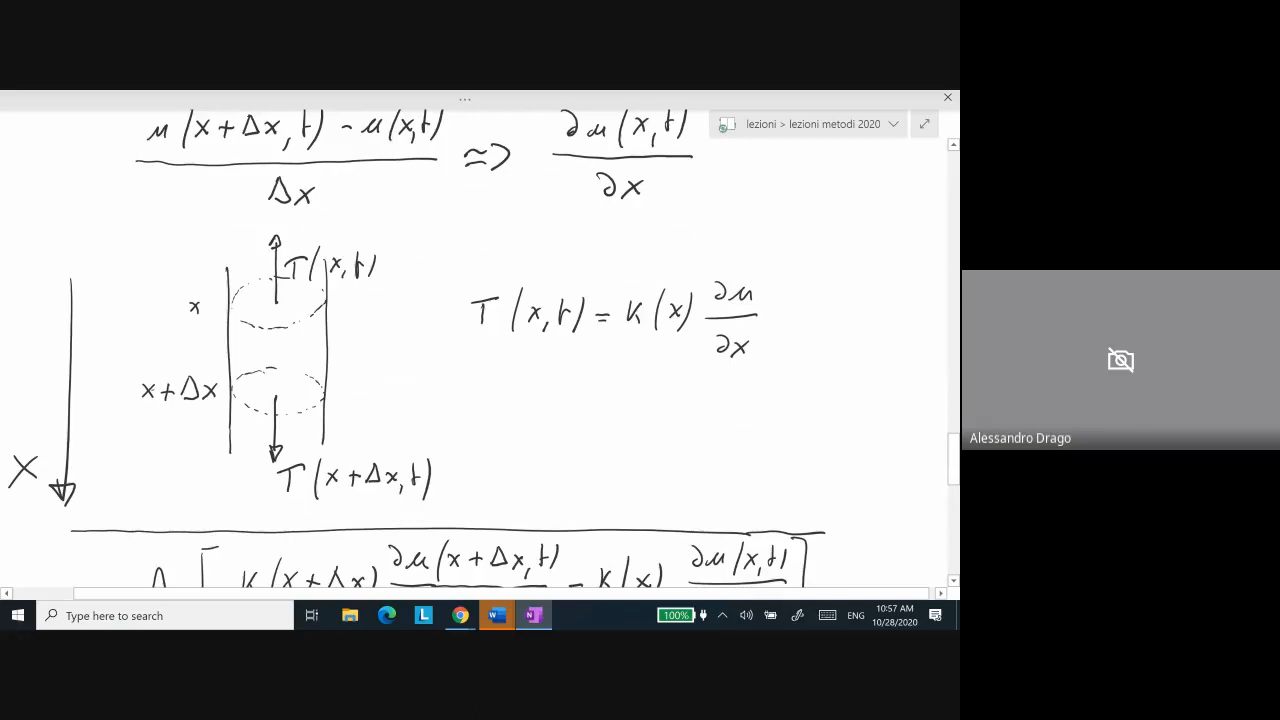 ...
lezioni > lezioni metodi 2020
u(x+Δx, t) - u(x,t)
Δx
≈>
∂u(x,t)
∂x
T(x,t)
x
T(x,t) = K(x) ∂u
∂x
x+Δx
X
T(x+Δx, t)
Δ [ K(x+Δx) ∂u(x+Δx, t) - K(x) ∂u(x,t) ]
Alessandro Drago
Type here to search
100%
ENG
10:57 AM
10/28/2020